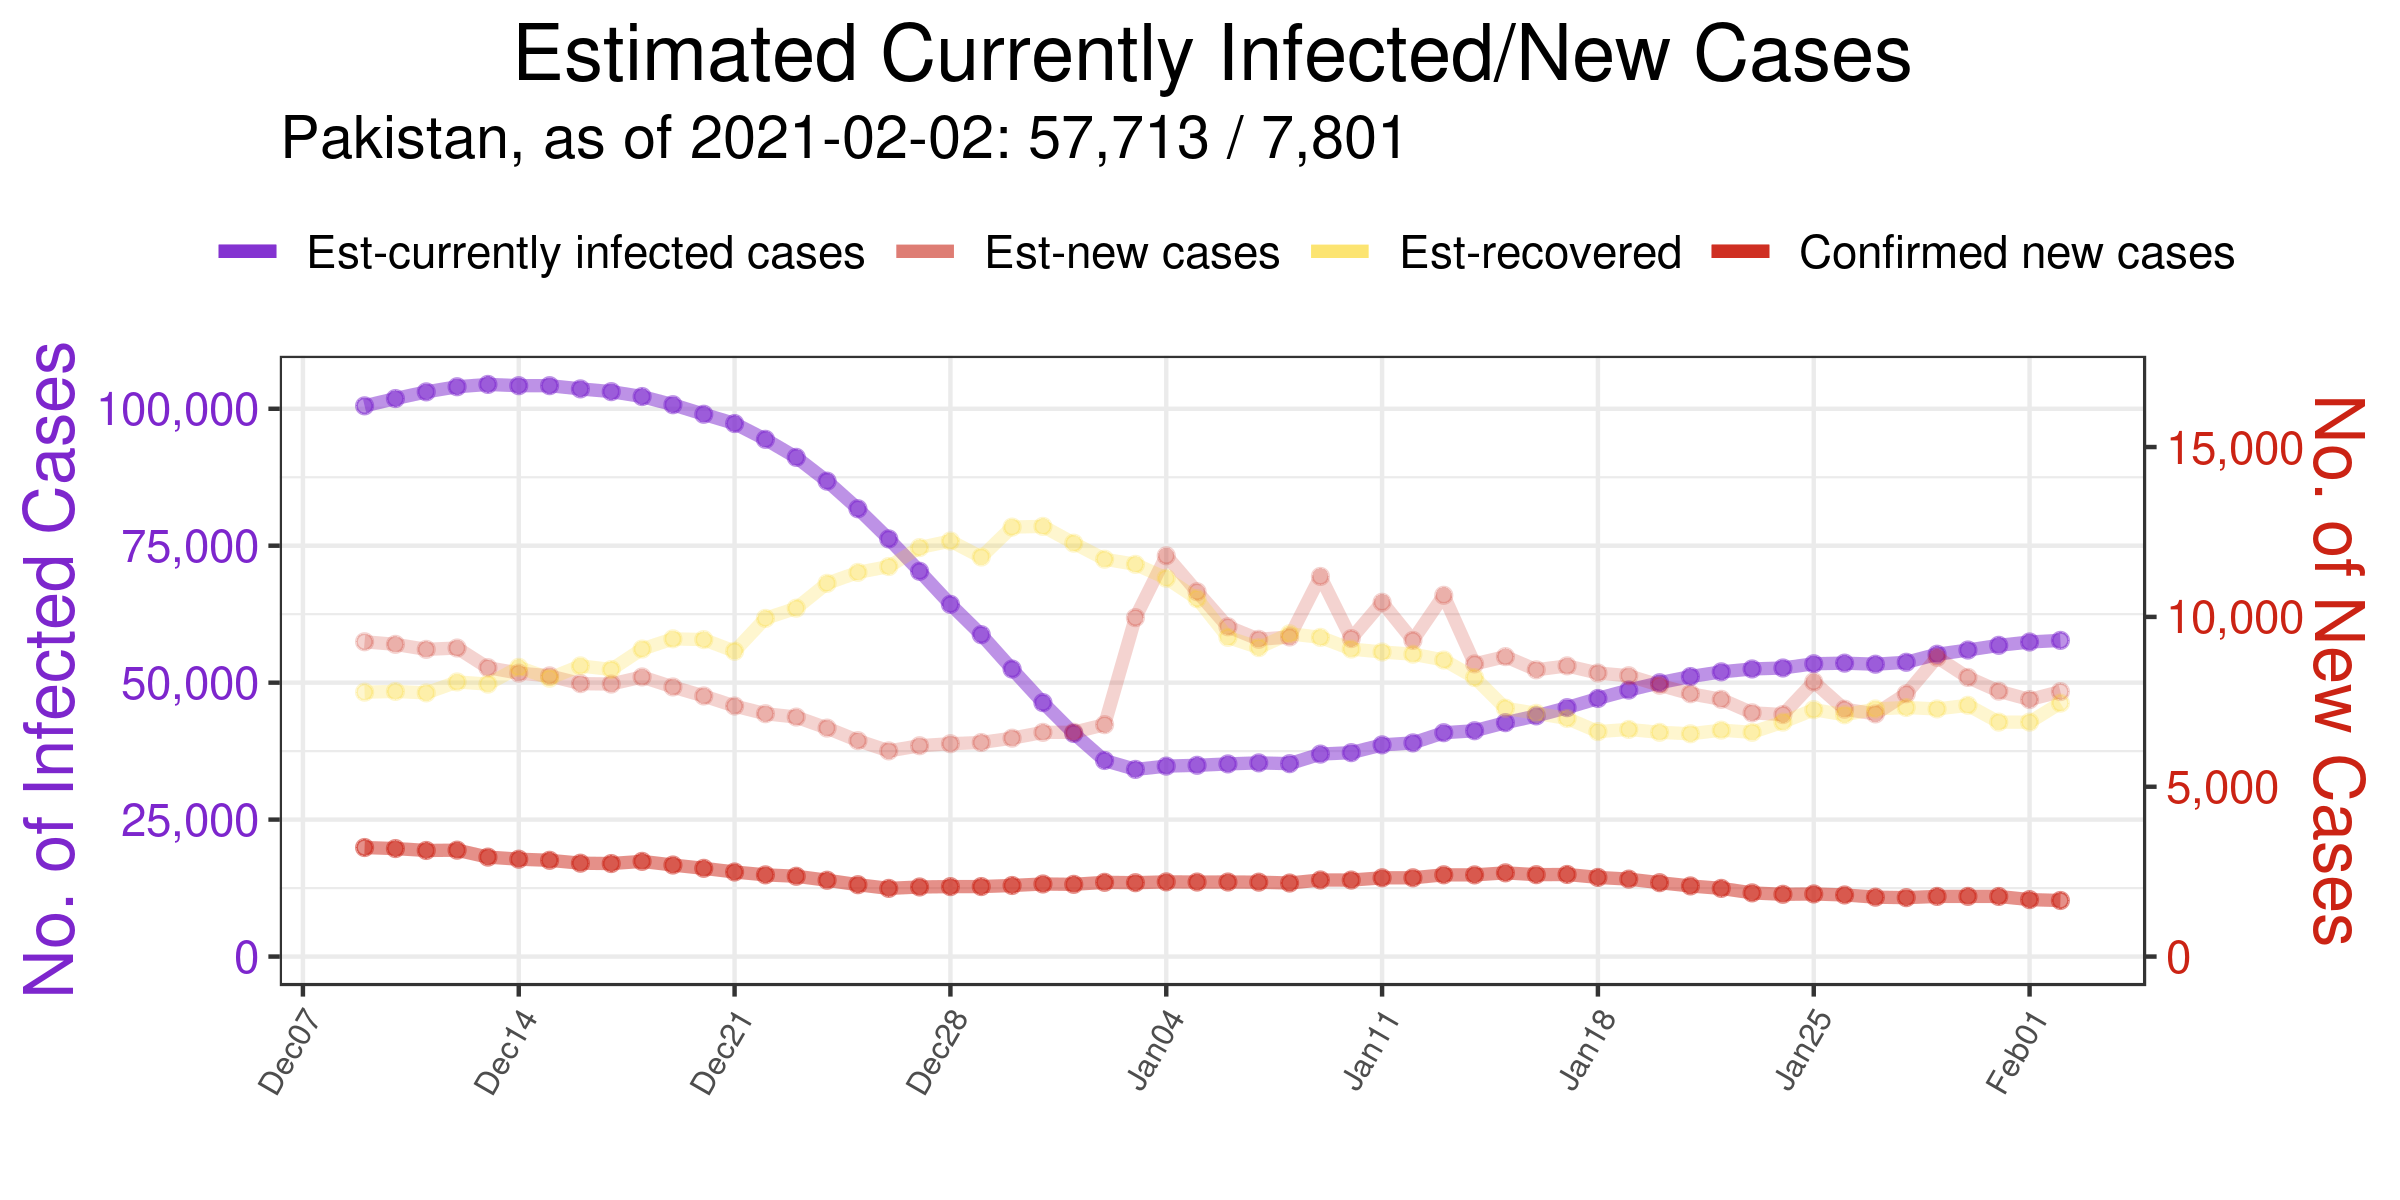 Estimated Currently Infected/New Cases
Pakistan, as of 2021-02-02: 57,713 / 7,801
Est-currently infected cases
Est-new cases
Est-recovered
Confirmed new cases
No. of Infected Cases
100,000
75,000
50,000
25,000
0
15,000
10,000
5,000
0
No. of New Cases
Dec07
Dec14
Dec21
Dec28
Jan04
Jan11
Jan18
Jan25
Feb01